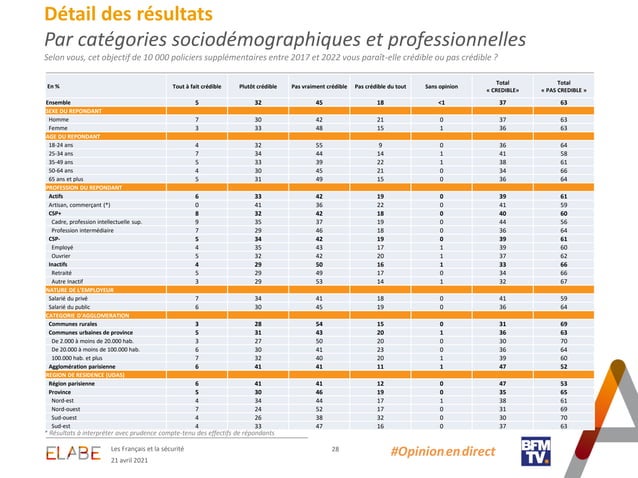 Détail des résultats
Par catégories sociodémographiques et professionnelles
Selon vous, cet objectif de 10 000 policiers supplémentaires entre 2017 et 2022 vous paraît-elle crédible ou pas crédible ?
En % Tout à fait crédible Plutôt crédible Pas vraiment crédible Pas crédible du tout Sans opinion Total « CREDIBLE» Total « PAS CREDIBLE »
Ensemble 5 32 45 18 <1 37 63
SEXE DU REPONDANT
Homme 7 30 42 21 0 37 63
Femme 3 33 48 15 1 36 63
AGE DU REPONDANT
18-24 ans 4 32 55 9 0 36 64
25-34 ans 7 34 44 14 1 41 58
35-49 ans 5 33 39 22 1 38 61
50-64 ans 4 30 45 21 0 34 66
65 ans et plus 5 31 49 15 0 36 64
PROFESSION DU REPONDANT
Actifs 6 33 42 19 0 39 61
Artisan, commerçant (*) 0 41 36 22 0 41 59
CSP+ 8 32 42 18 0 40 60
Cadre, profession intellectuelle sup. 9 35 37 19 0 44 56
Profession intermédiaire 7 29 46 18 0 36 64
CSP- 5 34 42 19 0 39 61
Employé 4 35 43 17 1 39 60
Ouvrier 5 32 42 20 1 37 62
Inactifs 4 29 50 16 1 33 66
Retraité 5 29 49 17 0 34 66
Autre Inactif 3 29 53 14 1 32 67
NATURE DE L'EMPLOYEUR
Salarié du privé 7 34 41 18 0 41 59
Salarié du public 6 30 45 19 0 36 64
CATEGORIE D'AGGLOMERATION
Communes rurales 3 28 54 15 0 31 69
Communes urbaines de province 5 31 43 20 1 36 63
De 2.000 à moins de 20.000 hab. 3 27 50 20 0 30 70
De 20.000 à moins de 100.000 hab. 6 30 41 23 0 36 64
100.000 hab. et plus 7 32 40 20 1 39 60
Agglomération parisienne 6 41 41 11 1 47 52
REGION DE RESIDENCE (UDA5)
Région parisienne 6 41 41 12 0 47 53
Province 5 30 46 19 0 35 65
Nord-est 4 34 44 17 1 38 61
Nord-ouest 7 24 52 17 0 31 69
Sud-ouest 4 26 38 32 0 30 70
Sud-est 4 33 47 16 0 37 63
* Résultats à interpréter avec prudence compte-tenu des effectifs de répondants
ELABE
Les Français et la sécurité
21 avril 2021
28
#Opinionendirect
BFM TV.